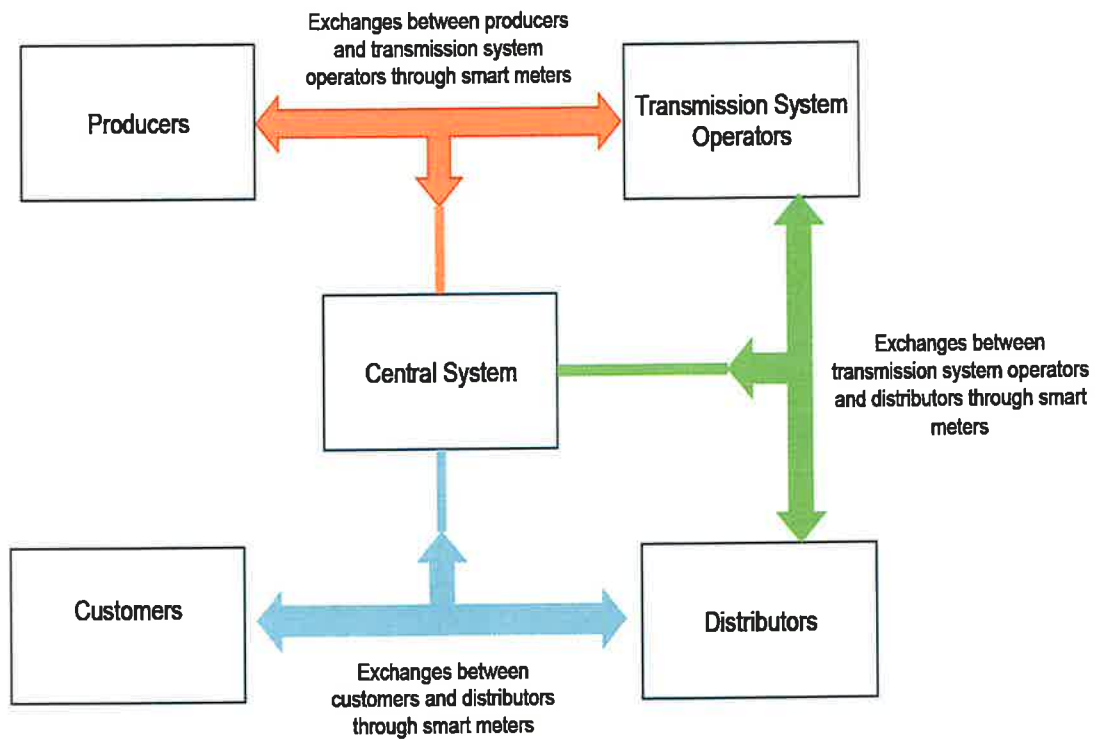 Exchanges between producers
and transmission system
operators through smart meters
Producers
Transmission System
Operators
Central System
Exchanges between
transmission system operators
and distributors through smart
meters
Customers
Distributors
Exchanges between
customers and distributors
through smart meters